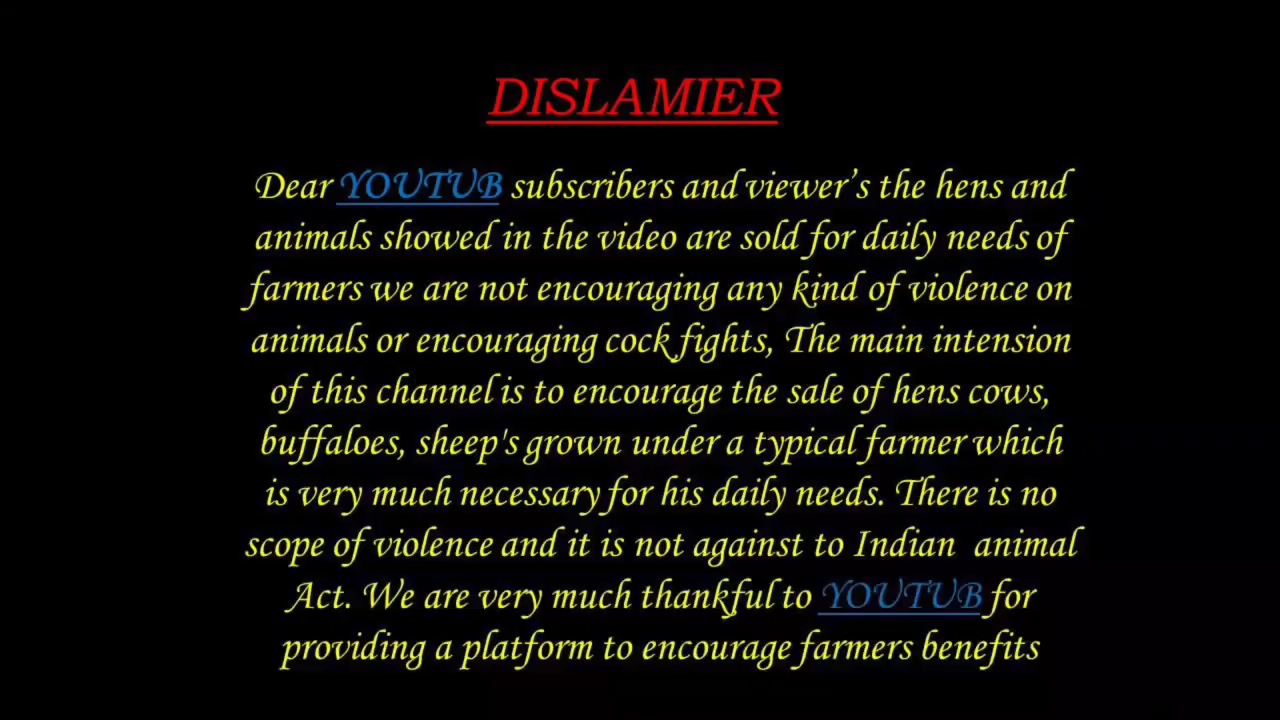 DISLAMIER
Dear YOUTUB subscribers and viewer’s the hens and
animals showed in the video are sold for daily needs of
farmers we are not encouraging any kind of violence on
animals or encouraging cock fights, The main intension
of this channel is to encourage the sale of hens cows,
buffaloes, sheep's grown under a typical farmer which
is very much necessary for his daily needs. There is no
scope of violence and it is not against to Indian animal
Act. We are very much thankful to YOUTUB for
providing a platform to encourage farmers benefits